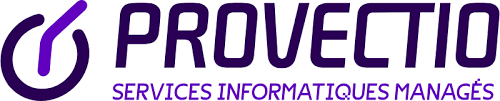 PROVECTIO
SERVICES INFORMATIQUES MANAGÉS